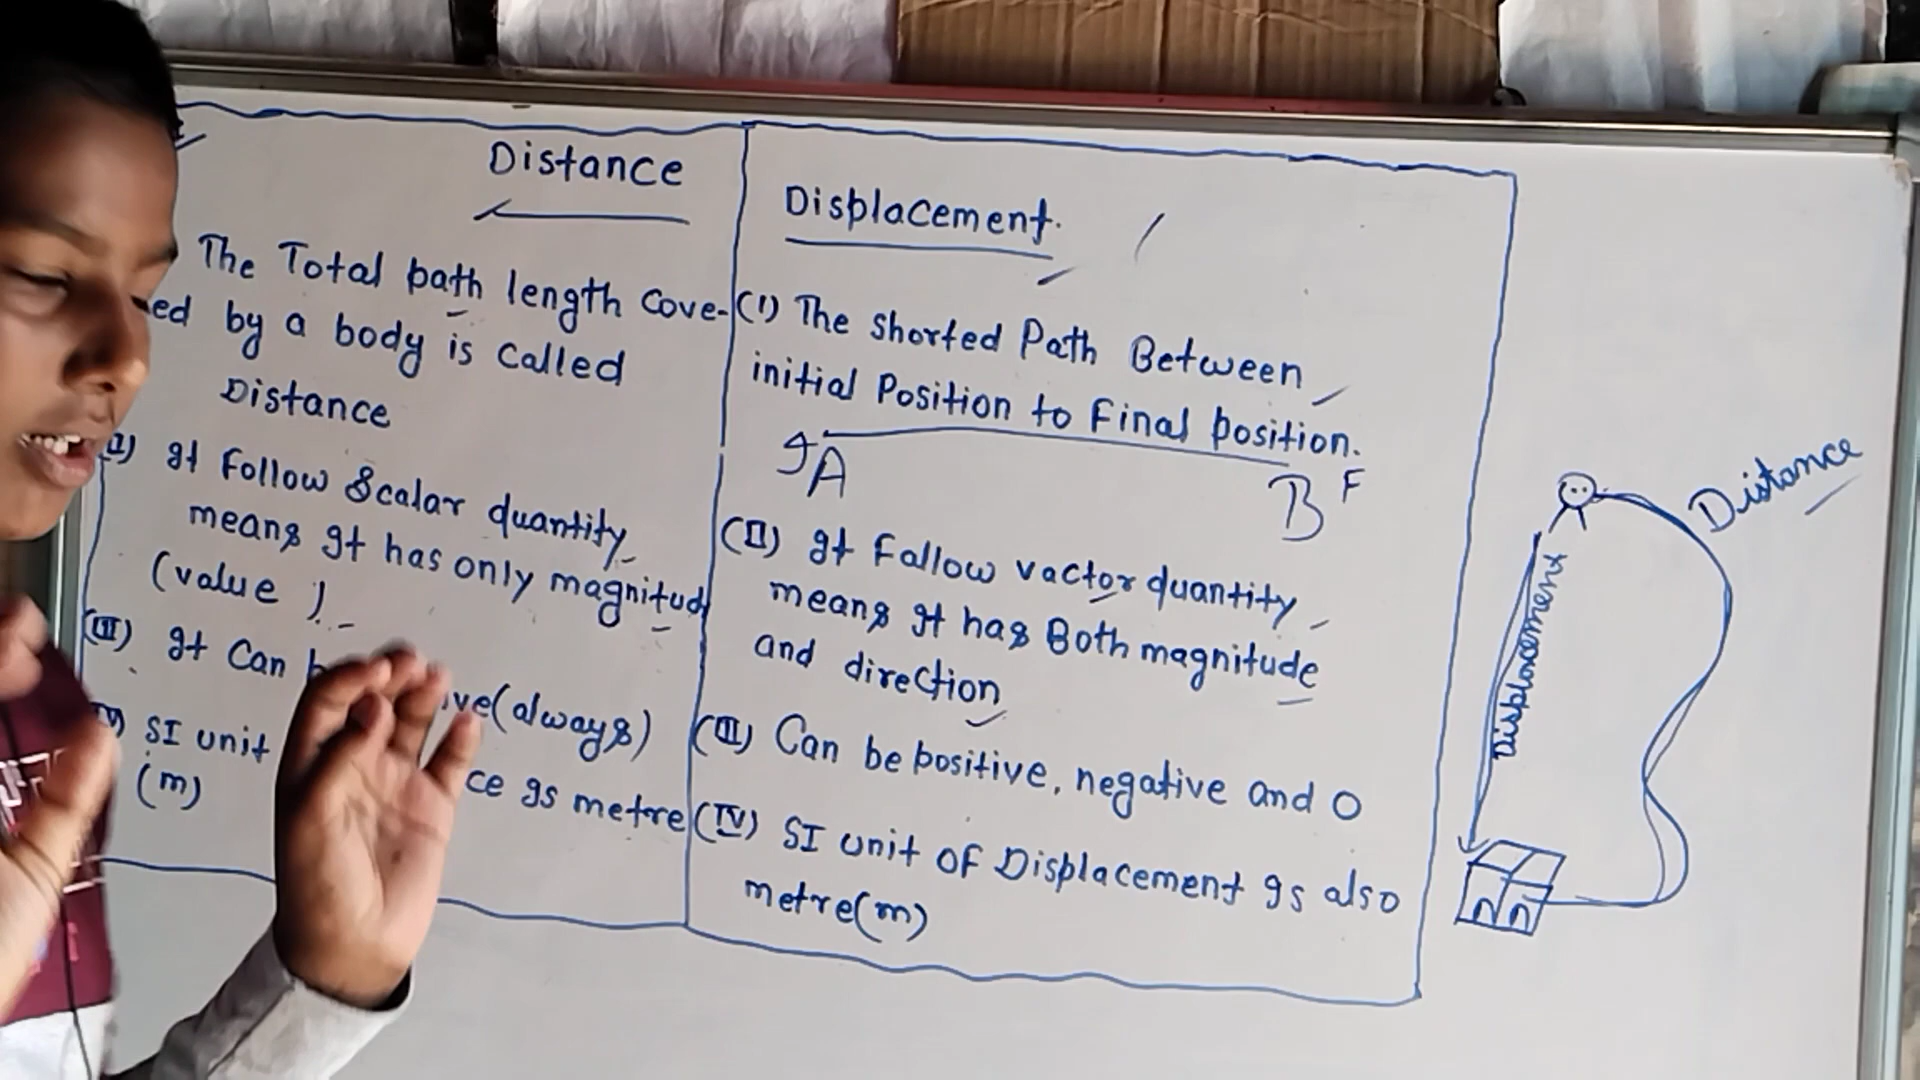 Distance
The Total path length Cove-
ed by a body is Called
Distance
II) It Follow Scalar quantity
means It has only magnitud
(value )
(III) It Can ive(always)
IV) SI unit ce Is metre
(m)
Displacement.
(I) The Shorted Path Between
initial Position to Final position.
I A B F
(II) It Fallow vactor quantity
means It has Both magnitude
and direction
(III) Can be positive, negative and 0
(IV) SI unit OF Displacement Is also
metre(m)
Distance
Displacement